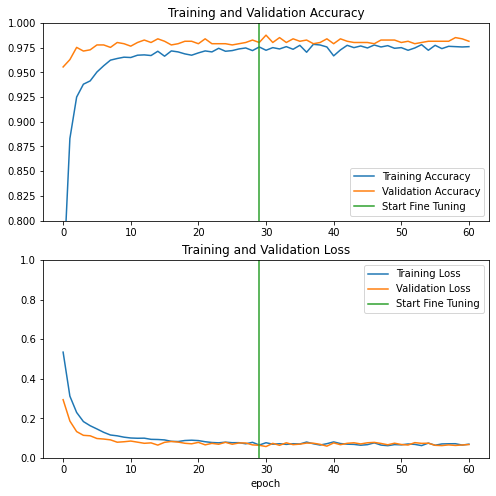 Training and Validation Accuracy
1.000
0.975
0.950
0.925
0.900
0.875
0.850
0.825
0.800
Training Accuracy
Validation Accuracy
Start Fine Tuning
0 10 20 30 40 50 60
Training and Validation Loss
1.0
0.8
0.6
0.4
0.2
0.0
Training Loss
Validation Loss
Start Fine Tuning
0 10 20 30 40 50 60
epoch